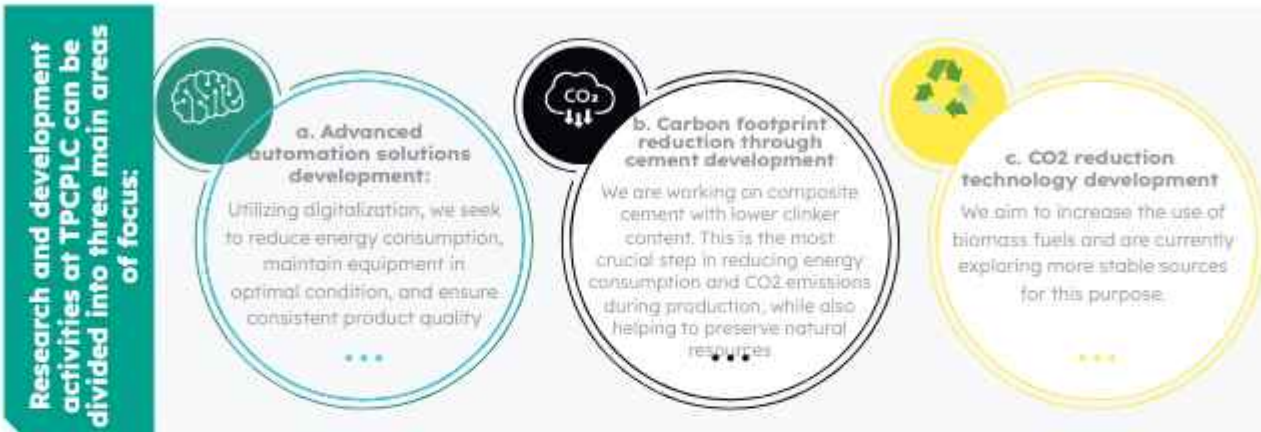 Research and development
activities at TPCPLC can be
divided into three main areas
of focus:
a. Advanced
automation solutions
development:
Utilizing digitalization, we seek
to reduce energy consumption,
maintain equipment in
optimal condition, and ensure
consistent product quality
CO₂
b. Carbon footprint
reduction through
cement development
We are working on composite
cement with lower clinker
content. This is the most
crucial step in reducing energy
consumption and CO2 emissions
during production, while also
helping to preserve natural
resources
c. CO2 reduction
technology development
We aim to increase the use of
biomass fuels and are currently
exploring more stable sources
for this purpose.